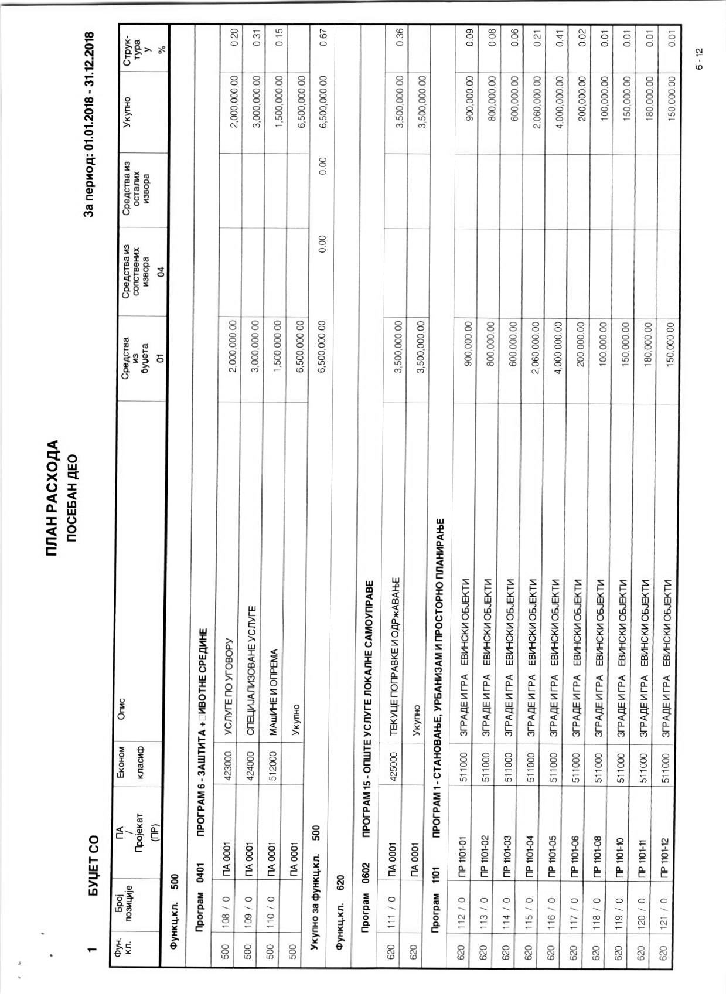 ПЛАН РАСХОДА
ПОСЕБАН ДЕО
1 БУЏЕТ СО За период: 01.01.2018 - 31.12.2018
Фун. кл. Број позиције ПА / Пројекат (ПР) Економ класиф Опис Средства из буџета 01 Средства из сопствених извора 04 Средства из осталих извора Укупно Струк- тура у %
Функц.кл. 500
Програм 0401 ПРОГРАМ 6 - ЗАШТИТА +□ИВОТНЕ СРЕДИНЕ
500 108 / 0 ПА 0001 423000 УСЛУГЕ ПО УГОВОРУ 2,000,000.00 2,000,000.00 0.20
500 109 / 0 ПА 0001 424000 СПЕЦИЈАЛИЗОВАНЕ УСЛУГЕ 3,000,000.00 3,000,000.00 0.31
500 110 / 0 ПА 0001 512000 МАшИНЕ И ОПРЕМА 1,500,000.00 1,500,000.00 0.15
500 ПА 0001 Укупно 6,500,000.00 6,500,000.00
Укупно за функц.кл. 500 6,500,000.00 0.00 0.00 6,500,000.00 0.67
Функц.кл. 620
Програм 0602 ПРОГРАМ 15 - ОПШТЕ УСЛУГЕ ЛОКАЛНЕ САМОУПРАВЕ
620 111 / 0 ПА 0001 425000 ТЕКУЦЕ ПОПРАВКЕ И ОДРжАВАЊЕ 3,500,000.00 3,500,000.00 0.36
620 ПА 0001 Укупно 3,500,000.00 3,500,000.00
Програм 1101 ПРОГРАМ 1 - СТАНОВАЊЕ, УРБАНИЗАМ И ПРОСТОРНО ПЛАНИРАЊЕ
620 112 / 0 ПР 1101-01 511000 ЗГРАДЕ И ГРА ЕВИНСКИ ОБЈЕКТИ 900,000.00 900,000.00 0.09
620 113 / 0 ПР 1101-02 511000 ЗГРАДЕ И ГРА ЕВИНСКИ ОБЈЕКТИ 800,000.00 800,000.00 0.08
620 114 / 0 ПР 1101-03 511000 ЗГРАДЕ И ГРА ЕВИНСКИ ОБЈЕКТИ 600,000.00 600,000.00 0.06
620 115 / 0 ПР 1101-04 511000 ЗГРАДЕ И ГРА ЕВИНСКИ ОБЈЕКТИ 2,060,000.00 2,060,000.00 0.21
620 116 / 0 ПР 1101-05 511000 ЗГРАДЕ И ГРА ЕВИНСКИ ОБЈЕКТИ 4,000,000.00 4,000,000.00 0.41
620 117 / 0 ПР 1101-06 511000 ЗГРАДЕ И ГРА ЕВИНСКИ ОБЈЕКТИ 200,000.00 200,000.00 0.02
620 118 / 0 ПР 1101-08 511000 ЗГРАДЕ И ГРА ЕВИНСКИ ОБЈЕКТИ 100,000.00 100,000.00 0.01
620 119 / 0 ПР 1101-10 511000 ЗГРАДЕ И ГРА ЕВИНСКИ ОБЈЕКТИ 150,000.00 150,000.00 0.01
620 120 / 0 ПР 1101-11 511000 ЗГРАДЕ И ГРА ЕВИНСКИ ОБЈЕКТИ 180,000.00 180,000.00 0.01
620 121 / 0 ПР 1101-12 511000 ЗГРАДЕ И ГРА ЕВИНСКИ ОБЈЕКТИ 150,000.00 150,000.00 0.01
6 - 12